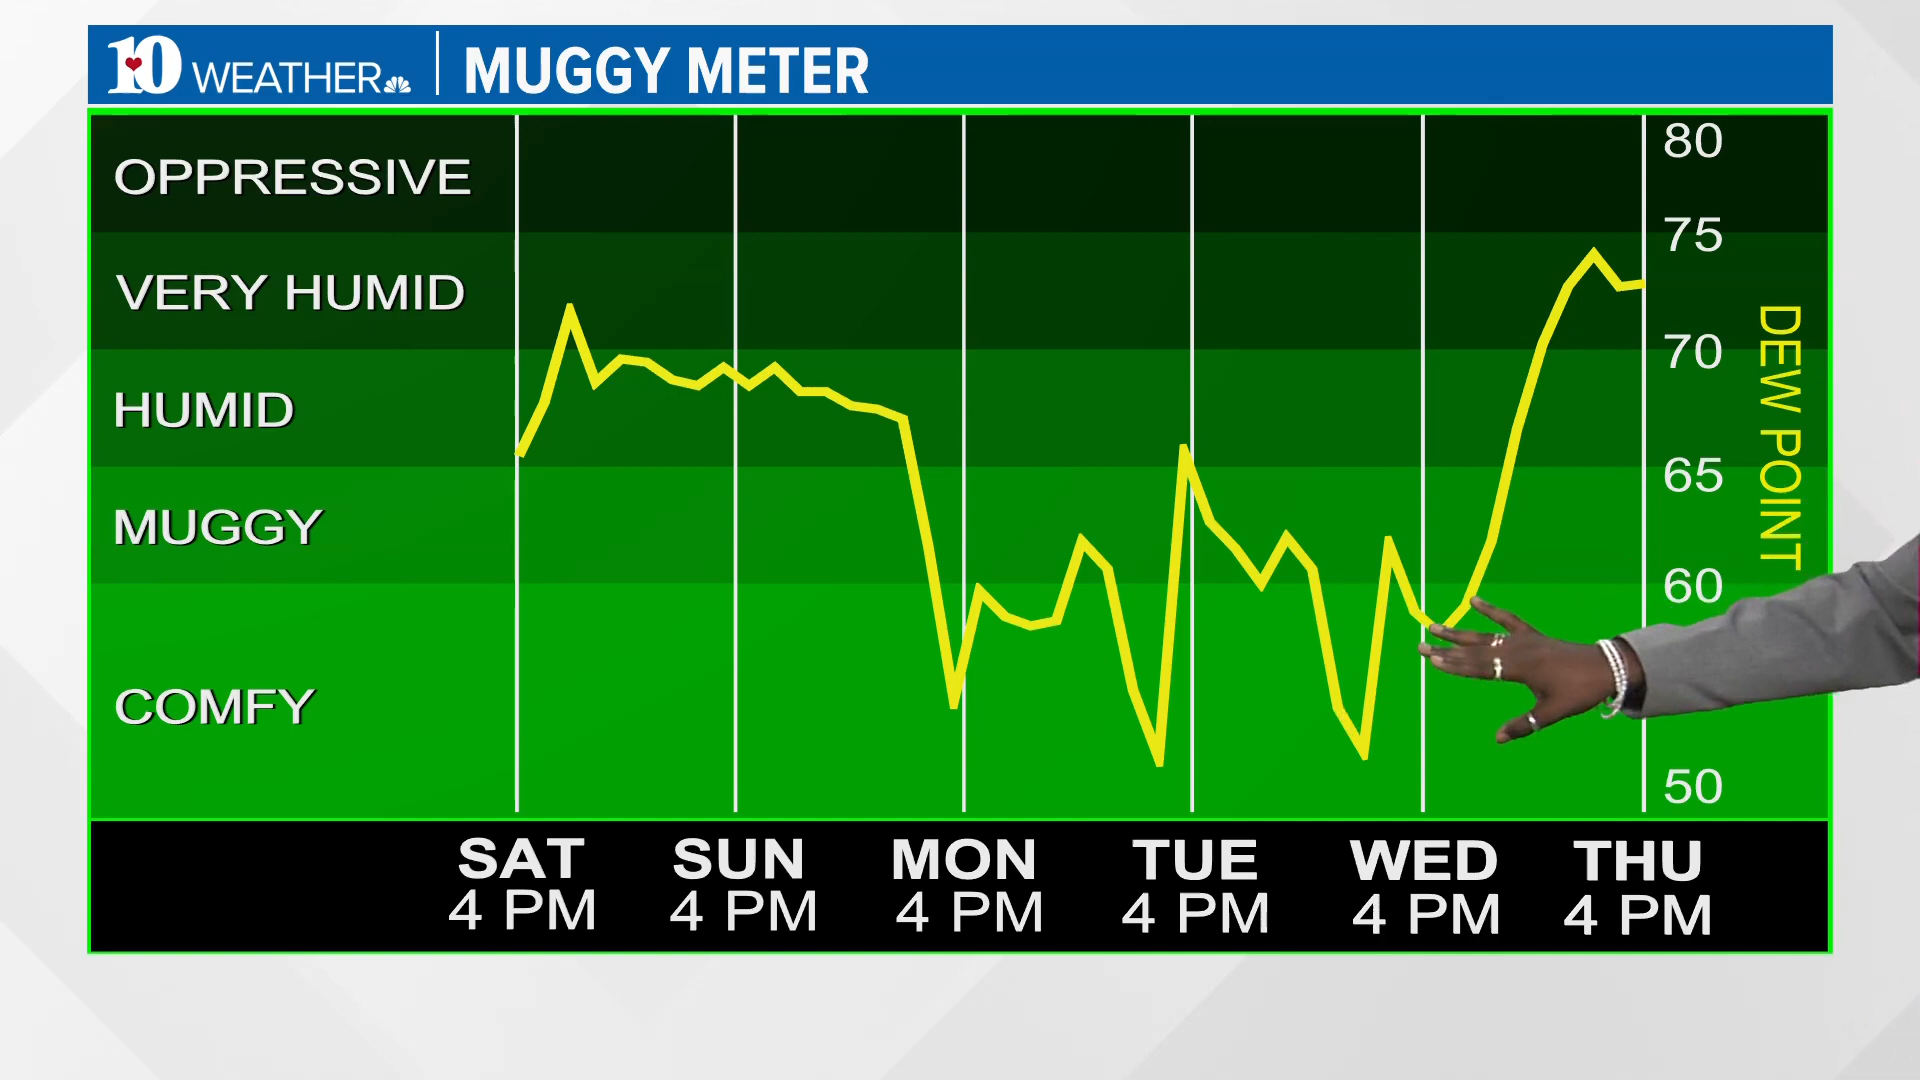 10 WEATHER MUGGY METER
OPPRESSIVE
VERY HUMID
HUMID
MUGGY
COMFY
80
75
70
65
60
50
DEW POINT
SAT SUN MON TUE WED THU
4 PM 4 PM 4 PM 4 PM 4 PM 4 PM